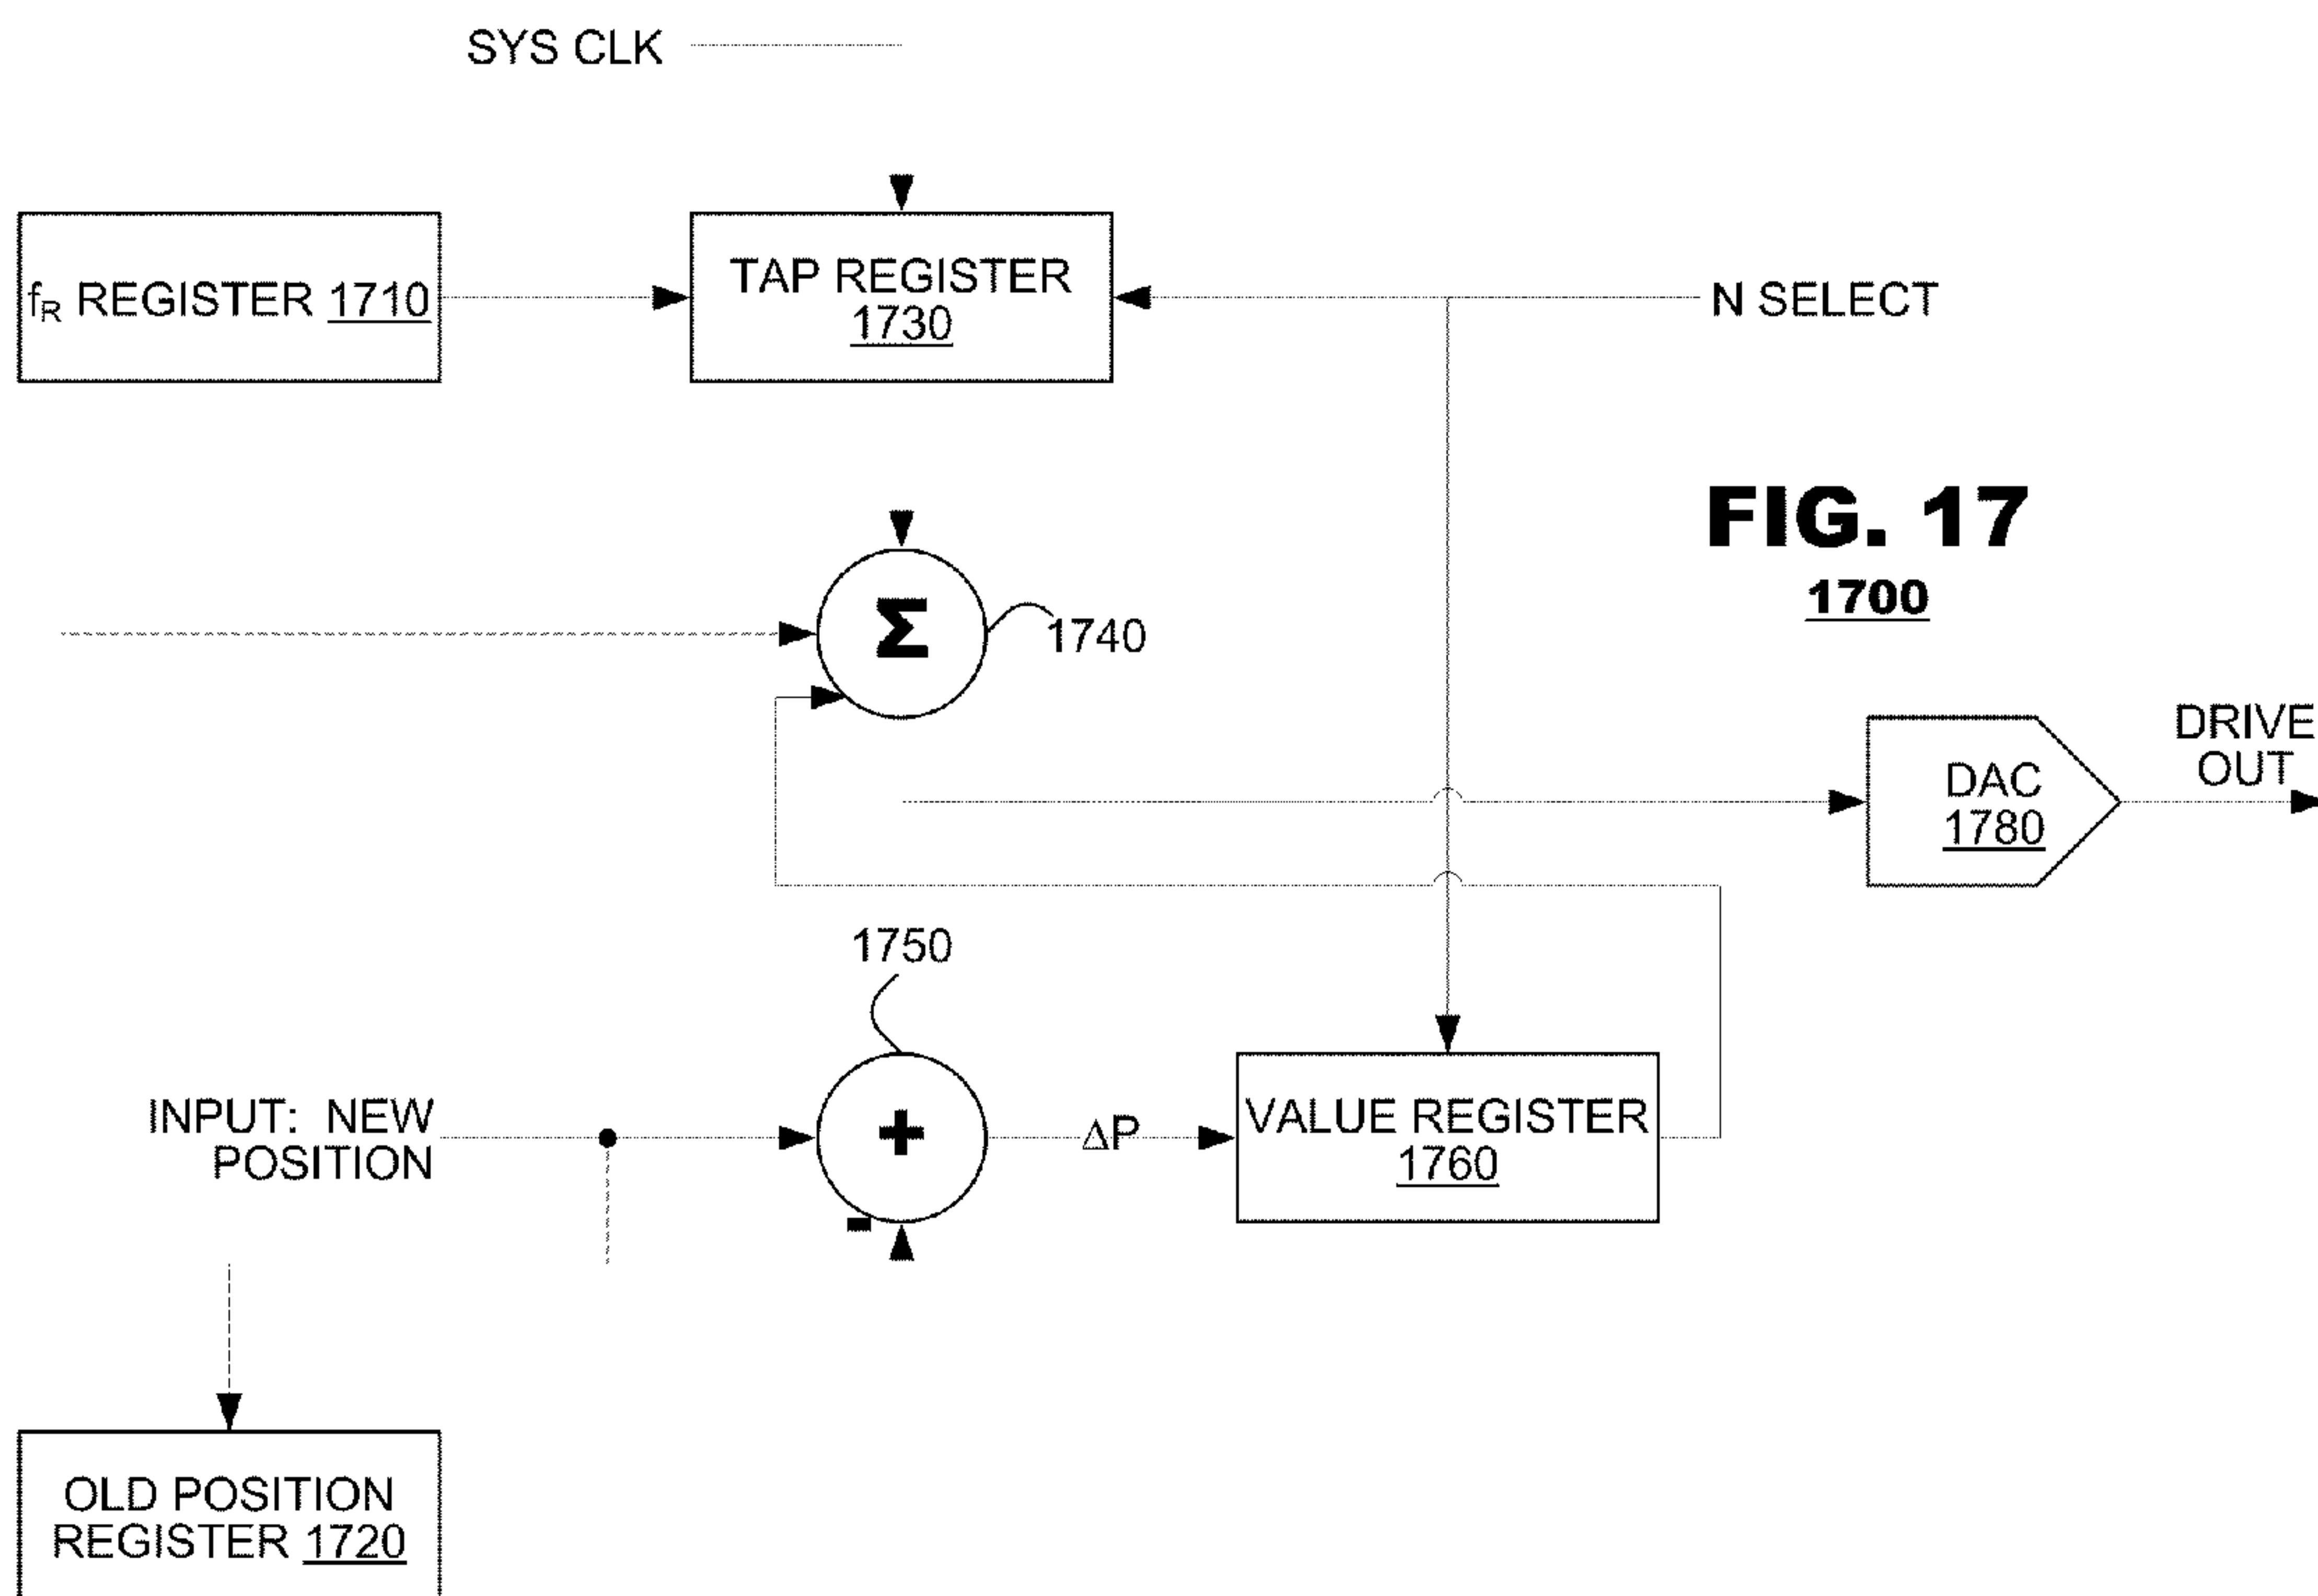 SYS CLK
f_R REGISTER 1710
TAP REGISTER
1730
N SELECT
FIG. 17
1700
Σ
1740
DRIVE
OUT
DAC
1780
1750
INPUT: NEW
POSITION
+
ΔP
VALUE REGISTER
1760
-
OLD POSITION
REGISTER 1720